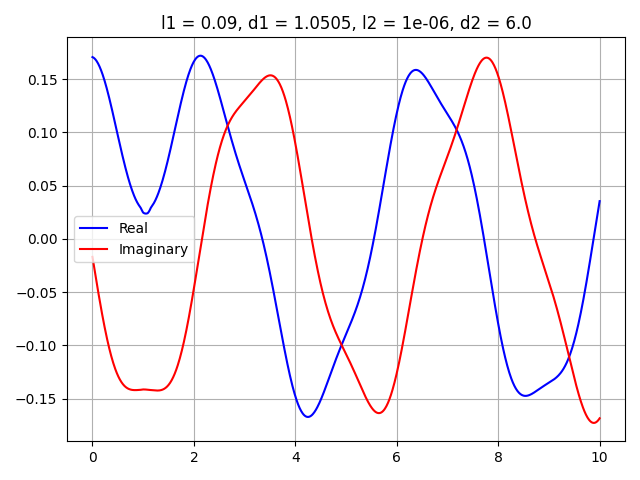 l1 = 0.09, d1 = 1.0505, l2 = 1e-06, d2 = 6.0
0.15
0.10
0.05
0.00
−0.05
−0.10
−0.15
Real
Imaginary
0 2 4 6 8 10